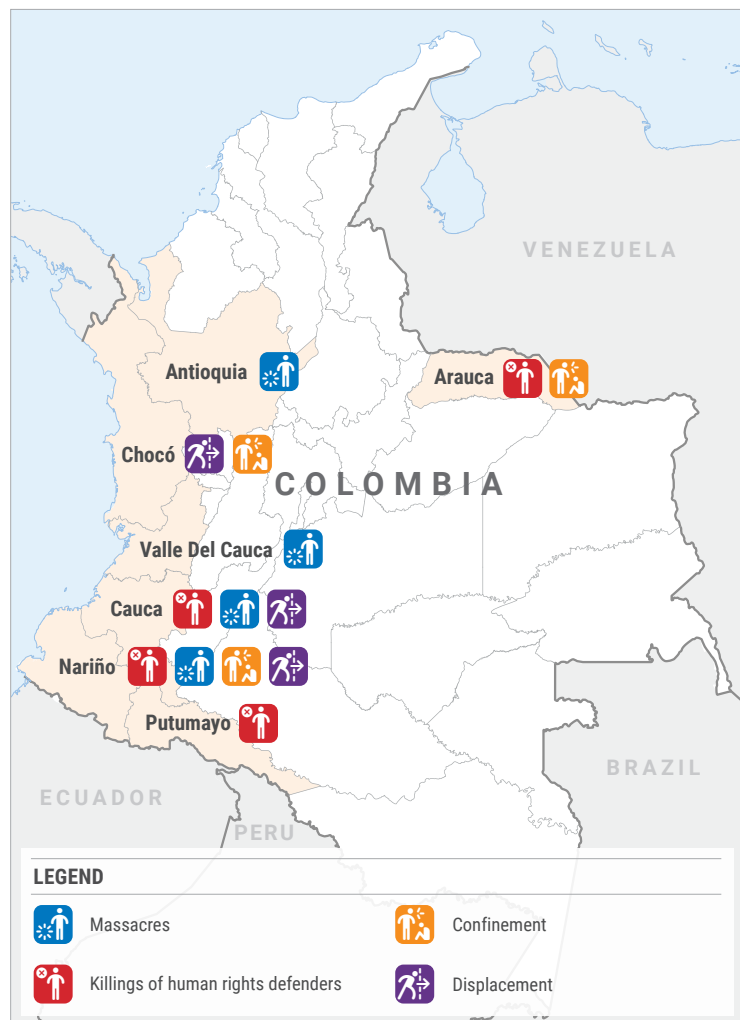 VENEZUELA
Antioquia
Arauca
Chocó
COLOMBIA
Valle Del Cauca
Cauca
Nariño
Putumayo
BRAZIL
ECUADOR
PERU
LEGEND
Massacres
Confinement
Killings of human rights defenders
Displacement